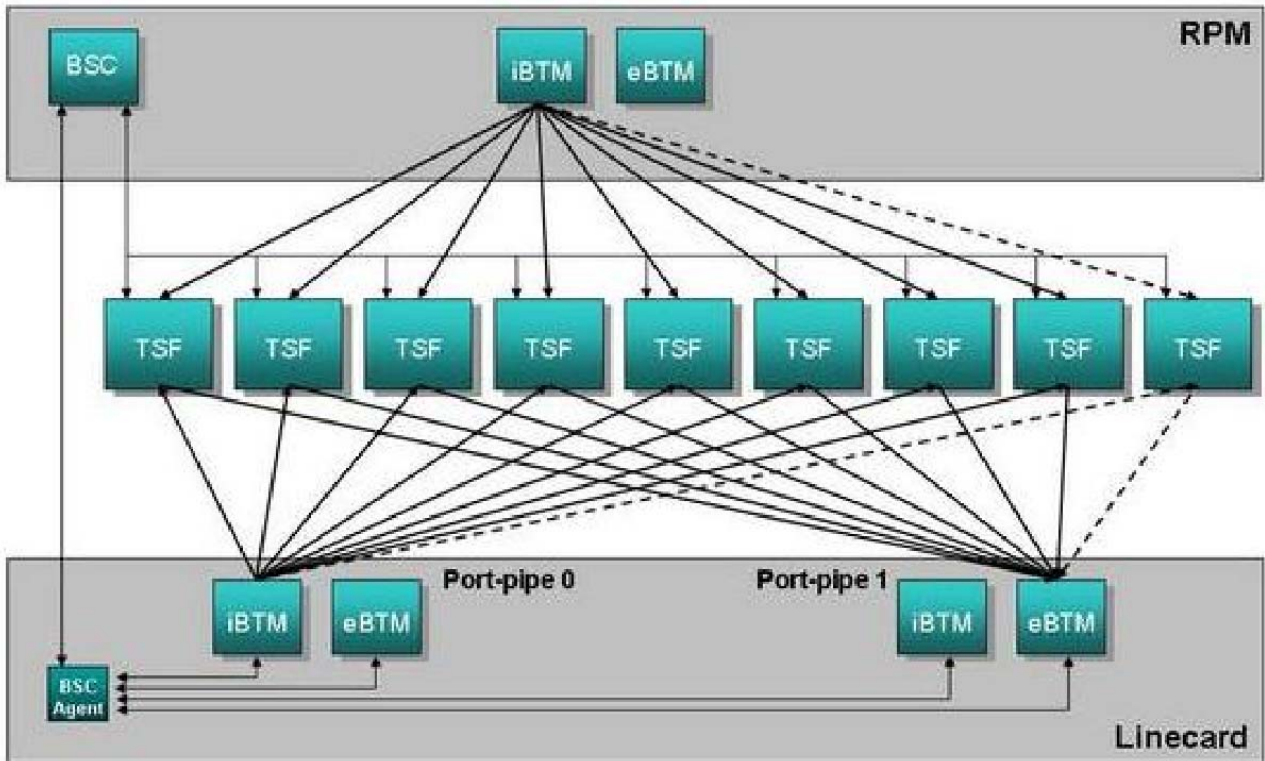 RPM
BSC
iBTM
eBTM
TSF
TSF
TSF
TSF
TSF
TSF
TSF
TSF
TSF
Port-pipe 0
Port-pipe 1
iBTM
eBTM
iBTM
eBTM
BSC
Agent
Linecard